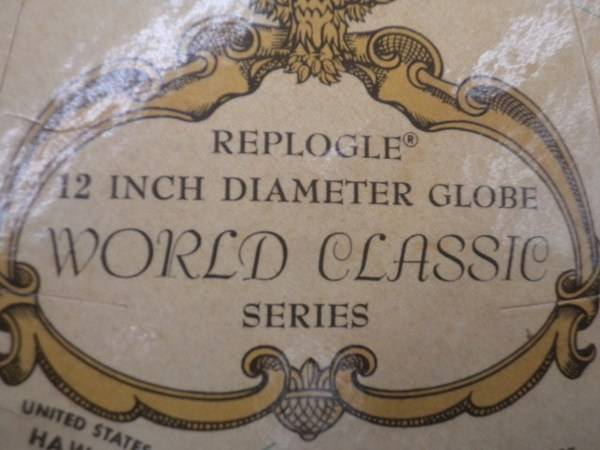 REPLOGLE®
12 INCH DIAMETER GLOBE
WORLD CLASSIC
SERIES
UNITED STATES